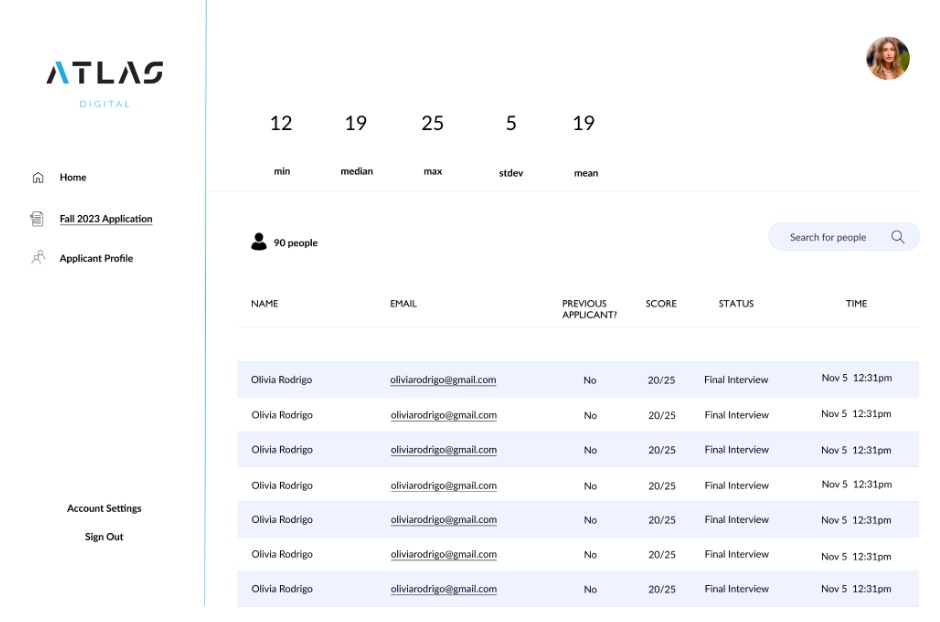 ATLAS
DIGITAL
Home
Fall 2023 Application
Applicant Profile
Account Settings
Sign Out
12 19 25 5 19
min median max stdev mean
90 people
Search for people
NAME EMAIL PREVIOUS APPLICANT? SCORE STATUS TIME
Olivia Rodrigo oliviarodrigo@gmail.com No 20/25 Final Interview Nov 5 12:31pm
Olivia Rodrigo oliviarodrigo@gmail.com No 20/25 Final Interview Nov 5 12:31pm
Olivia Rodrigo oliviarodrigo@gmail.com No 20/25 Final Interview Nov 5 12:31pm
Olivia Rodrigo oliviarodrigo@gmail.com No 20/25 Final Interview Nov 5 12:31pm
Olivia Rodrigo oliviarodrigo@gmail.com No 20/25 Final Interview Nov 5 12:31pm
Olivia Rodrigo oliviarodrigo@gmail.com No 20/25 Final Interview Nov 5 12:31pm
Olivia Rodrigo oliviarodrigo@gmail.com No 20/25 Final Interview Nov 5 12:31pm